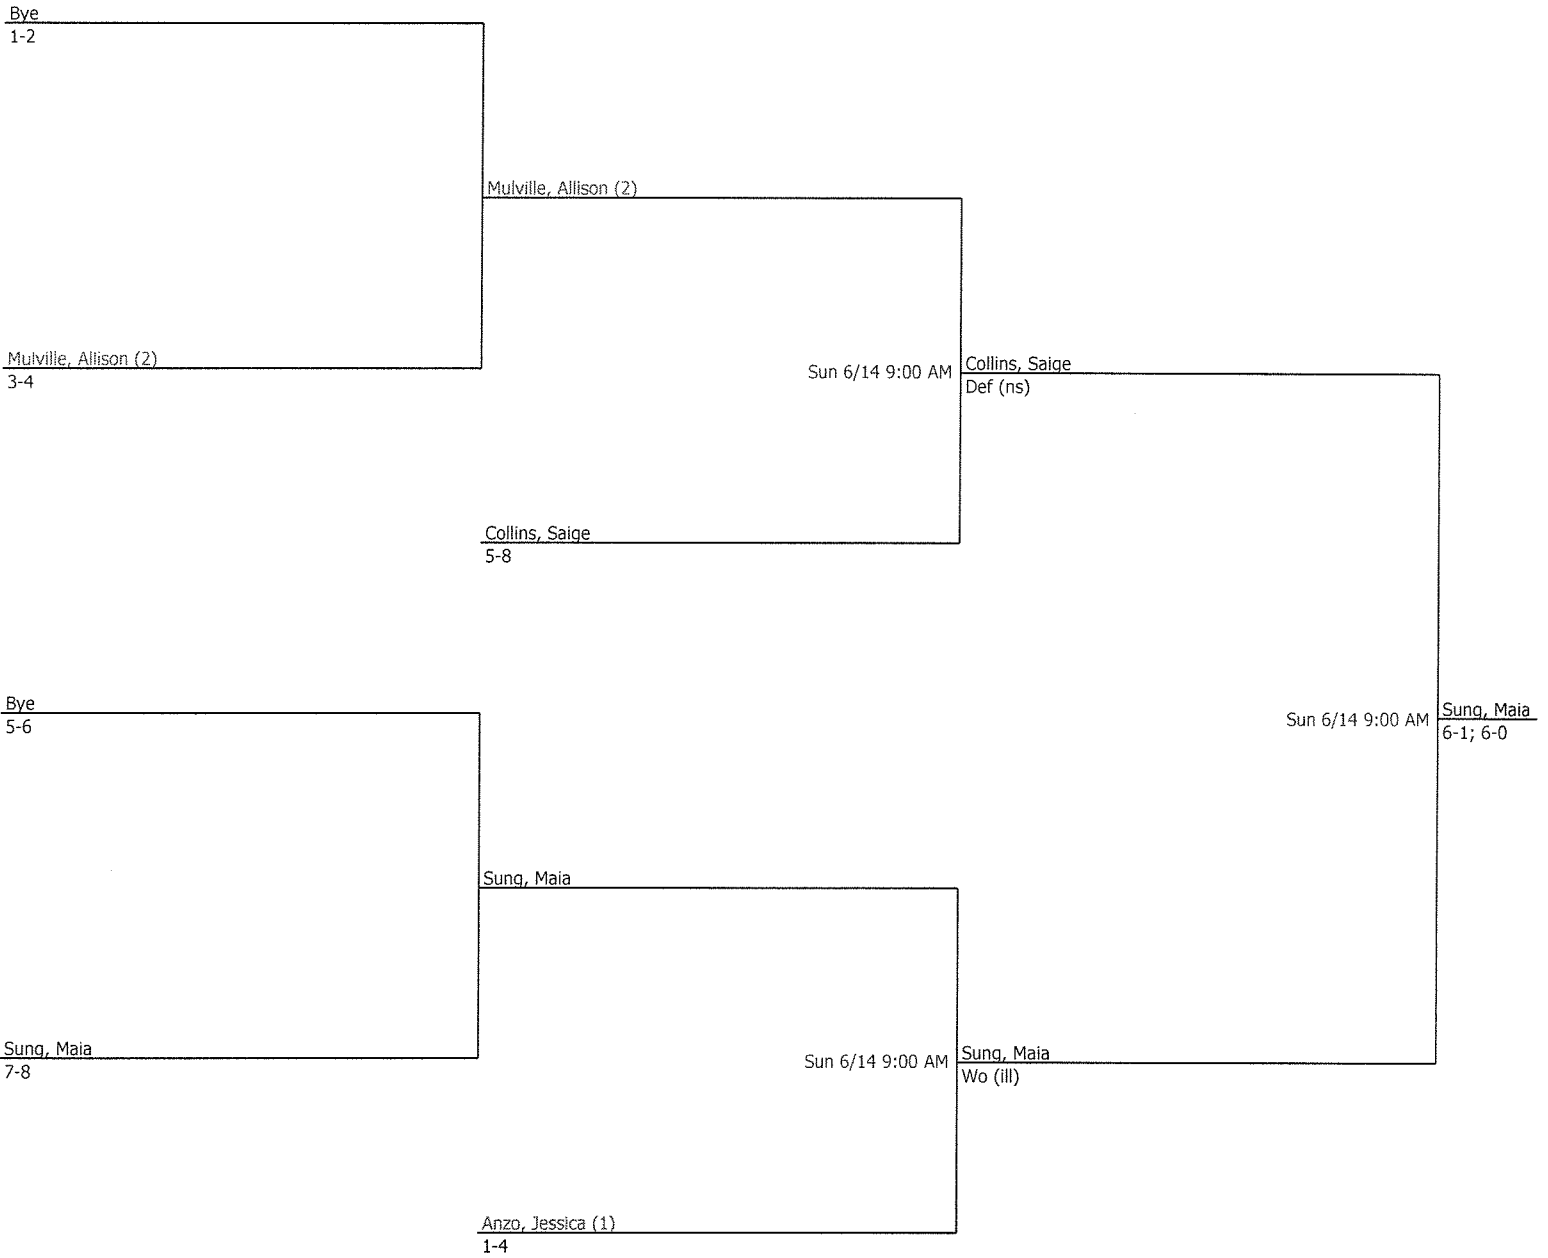 Bye
1-2
Mulville, Allison (2)
Mulville, Allison (2)
3-4
Sun 6/14 9:00 AM
Collins, Saige
Def (ns)
Collins, Saige
5-8
Bye
5-6
Sun 6/14 9:00 AM
Sung, Maia
6-1; 6-0
Sung, Maia
Sung, Maia
7-8
Sun 6/14 9:00 AM
Sung, Maia
Wo (ill)
Anzo, Jessica (1)
1-4